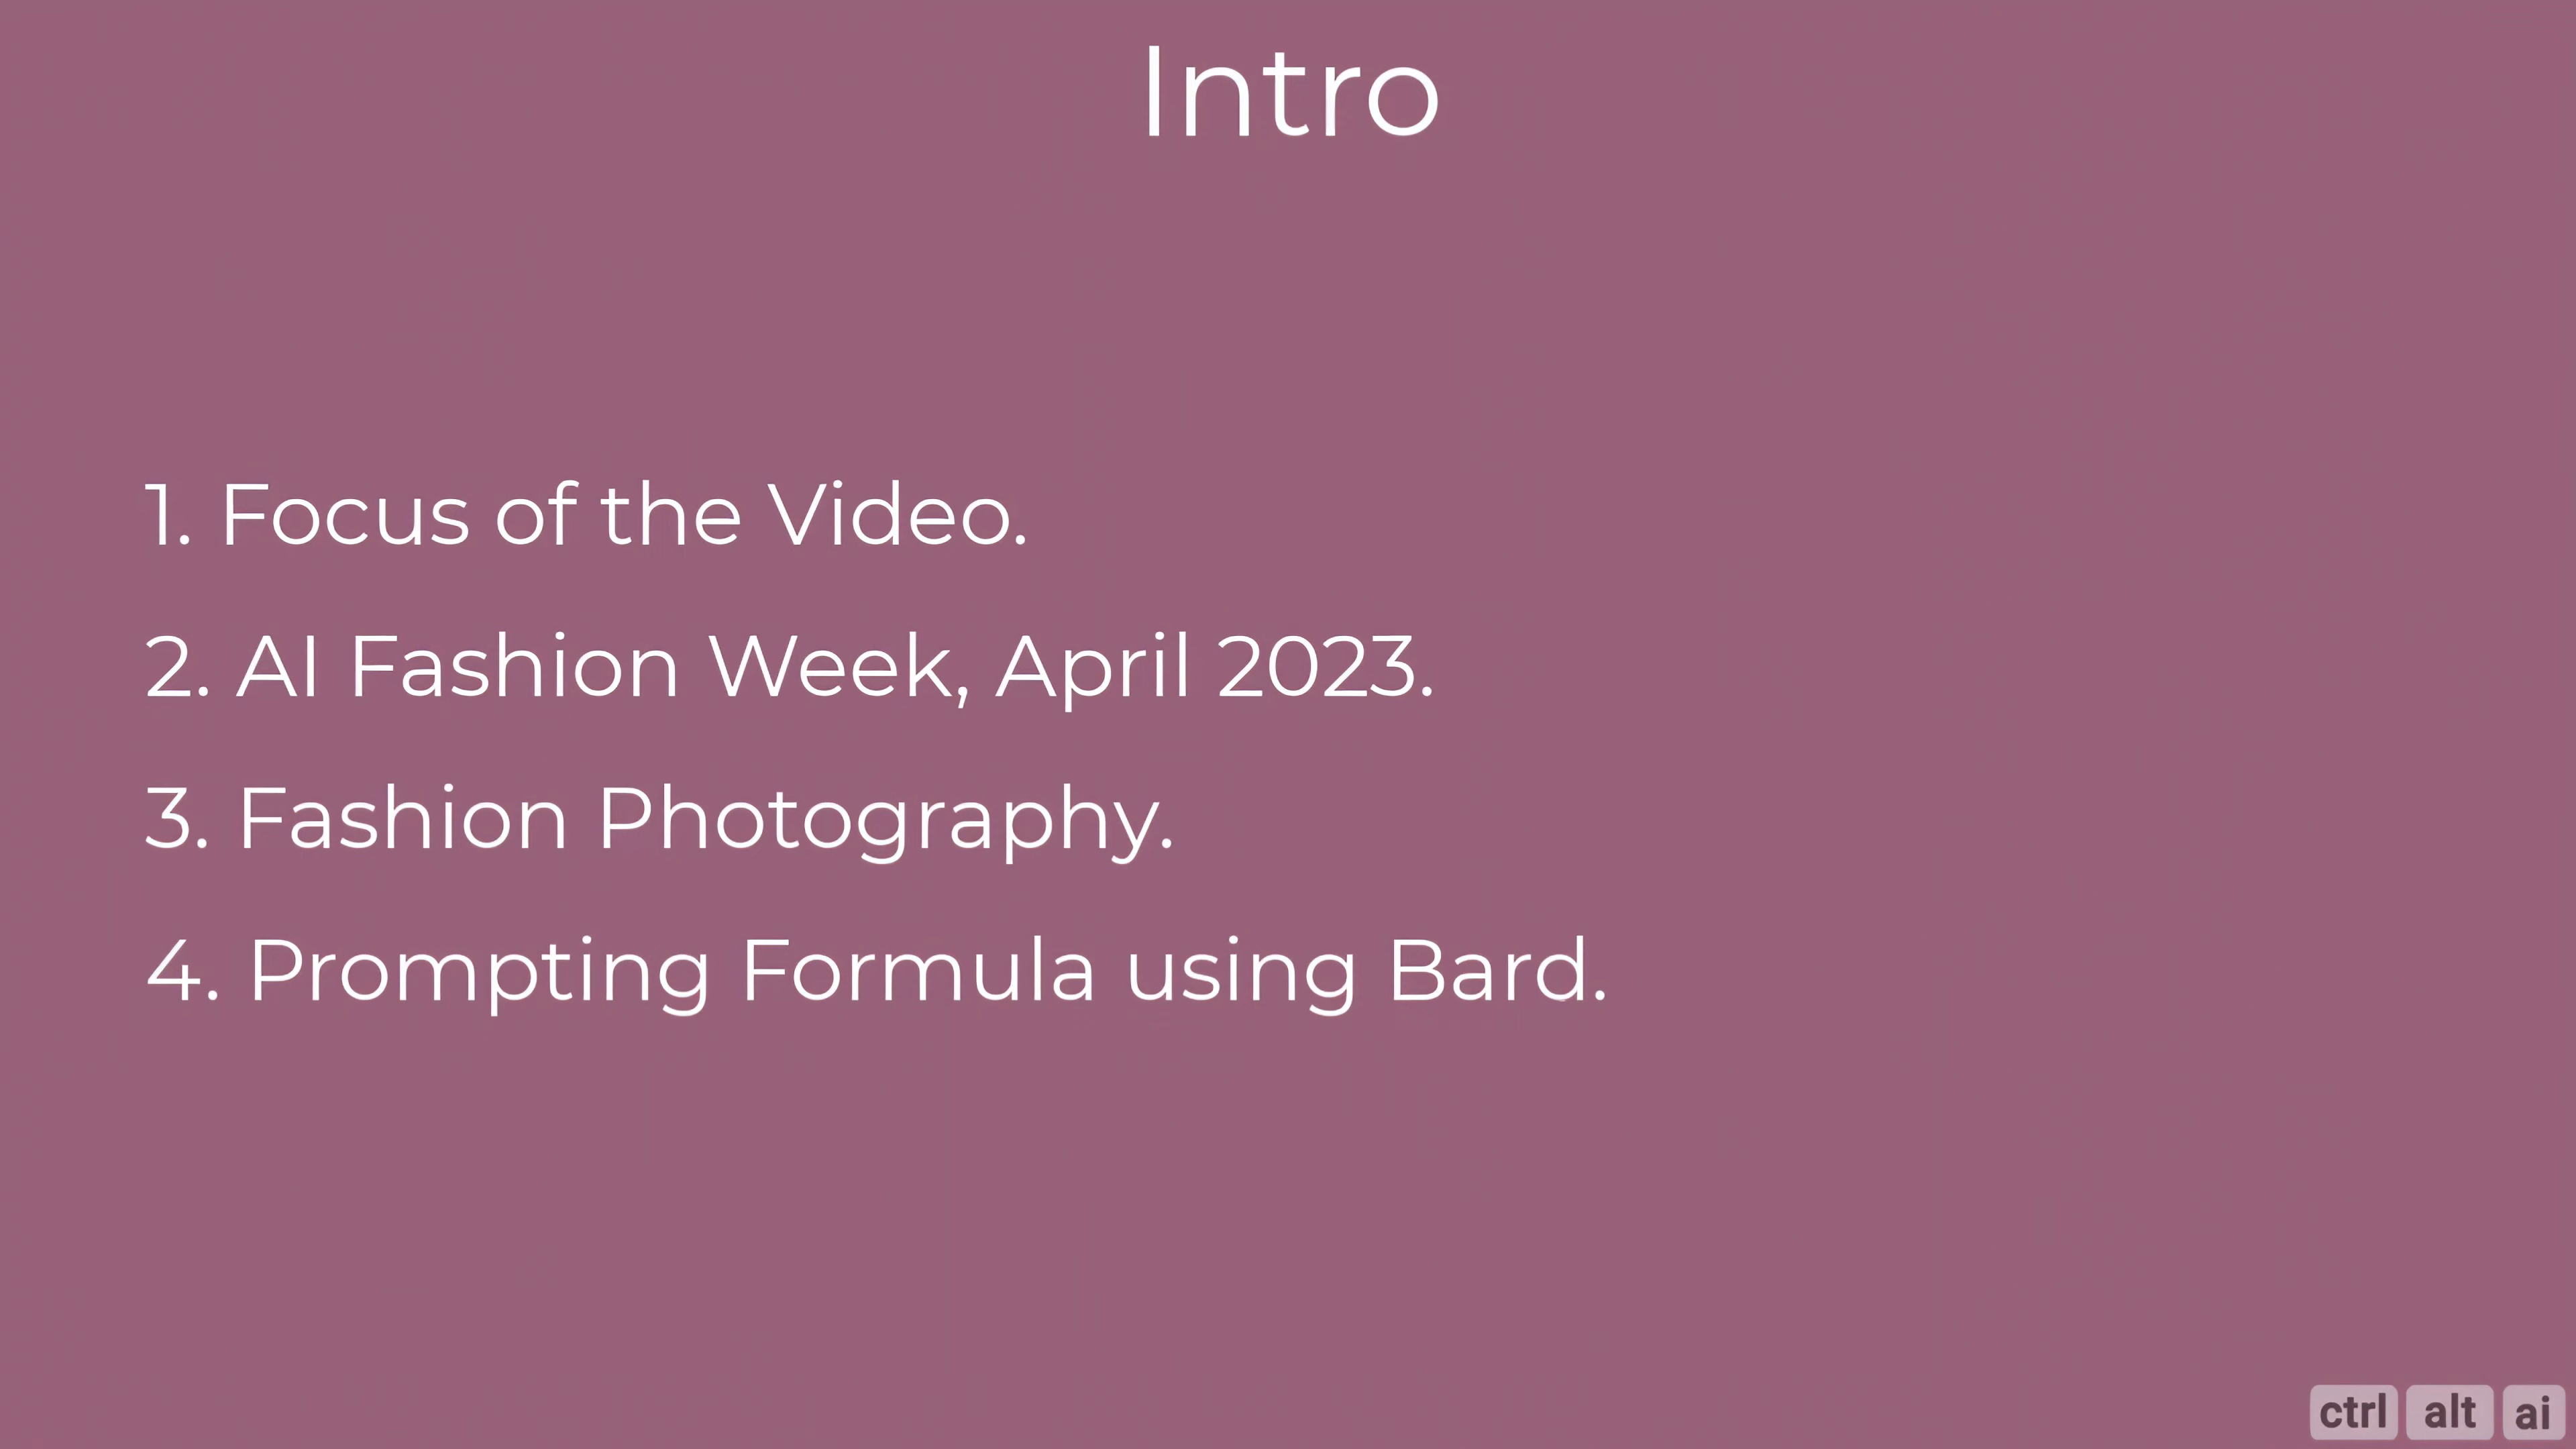 Intro
1. Focus of the Video.
2. AI Fashion Week, April 2023.
3. Fashion Photography.
4. Prompting Formula using Bard.
ctrl alt ai